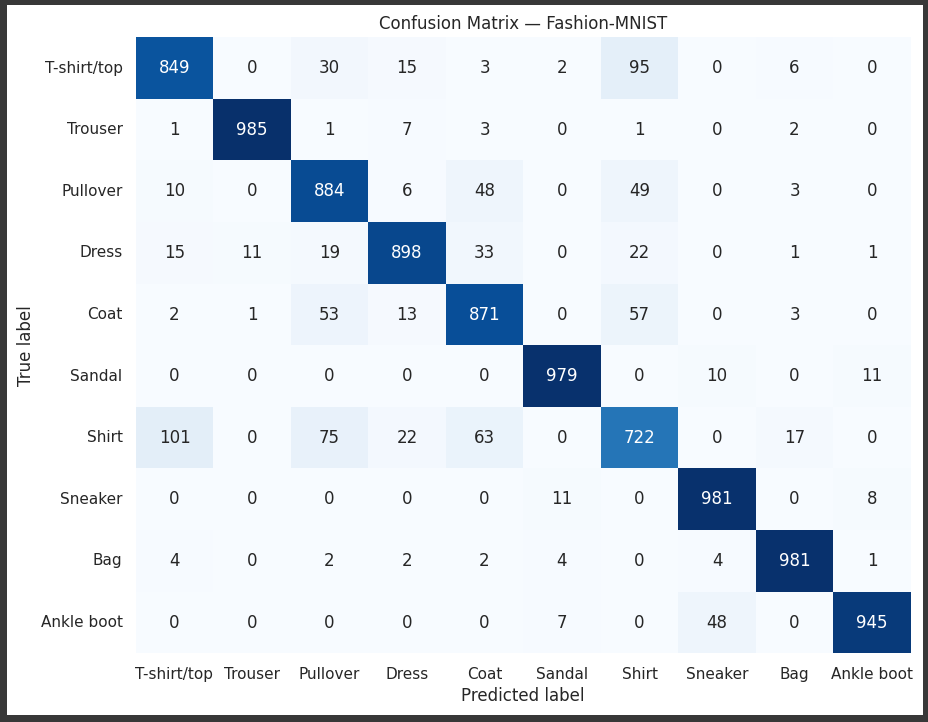 Confusion Matrix — Fashion-MNIST
True label
T-shirt/top 849 0 30 15 3 2 95 0 6 0
Trouser 1 985 1 7 3 0 1 0 2 0
Pullover 10 0 884 6 48 0 49 0 3 0
Dress 15 11 19 898 33 0 22 0 1 1
Coat 2 1 53 13 871 0 57 0 3 0
Sandal 0 0 0 0 0 979 0 10 0 11
Shirt 101 0 75 22 63 0 722 0 17 0
Sneaker 0 0 0 0 0 11 0 981 0 8
Bag 4 0 2 2 2 4 0 4 981 1
Ankle boot 0 0 0 0 0 7 0 48 0 945
T-shirt/top Trouser Pullover Dress Coat Sandal Shirt Sneaker Bag Ankle boot
Predicted label